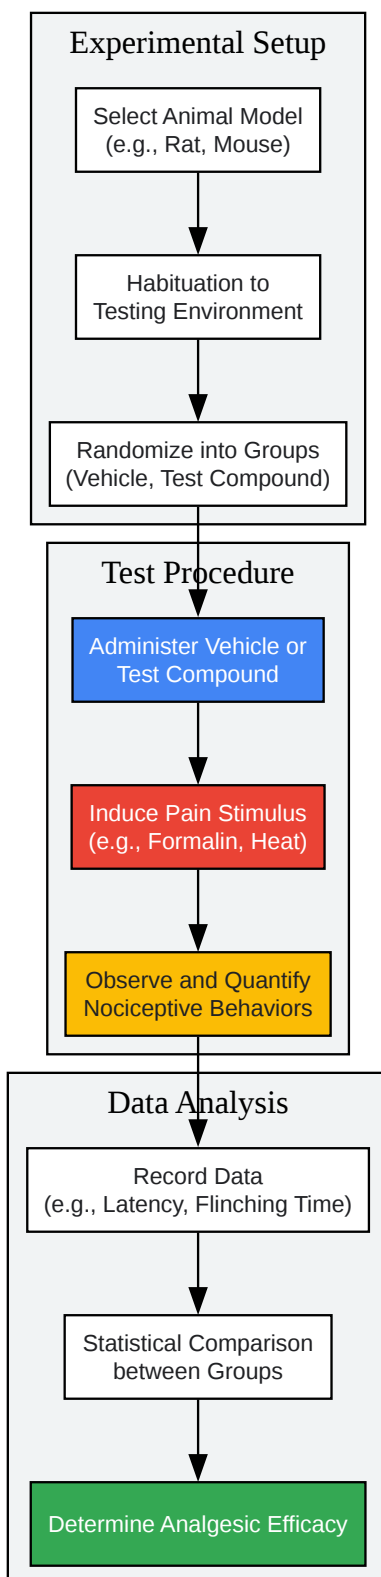 Experimental Setup
Select Animal Model
(e.g., Rat, Mouse)
Habituation to
Testing Environment
Randomize into Groups
(Vehicle, Test Compound)
Test Procedure
Administer Vehicle or
Test Compound
Induce Pain Stimulus
(e.g., Formalin, Heat)
Observe and Quantify
Nociceptive Behaviors
Data Analysis
Record Data
(e.g., Latency, Flinching Time)
Statistical Comparison
between Groups
Determine Analgesic Efficacy